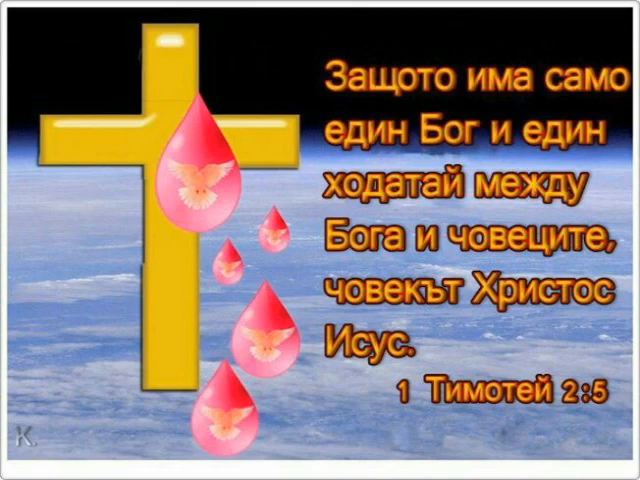 Защото има само
един Бог и един
ходатай между
Бога и човеците,
човекът Христос
Исус.
1 Тимотей 2:5
К.